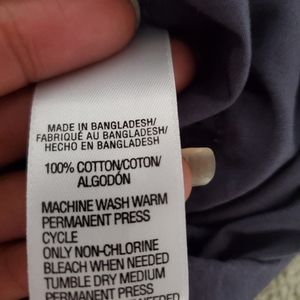 MADE IN BANGLADESH/
FABRIQUÉ AU BANGLADESH/
HECHO EN BANGLADESH
100% COTTON/COTON/
ALGODÓN
MACHINE WASH WARM
PERMANENT PRESS
CYCLE
ONLY NON-CHLORINE
BLEACH WHEN NEEDED
TUMBLE DRY MEDIUM
PERMANENT PRESS